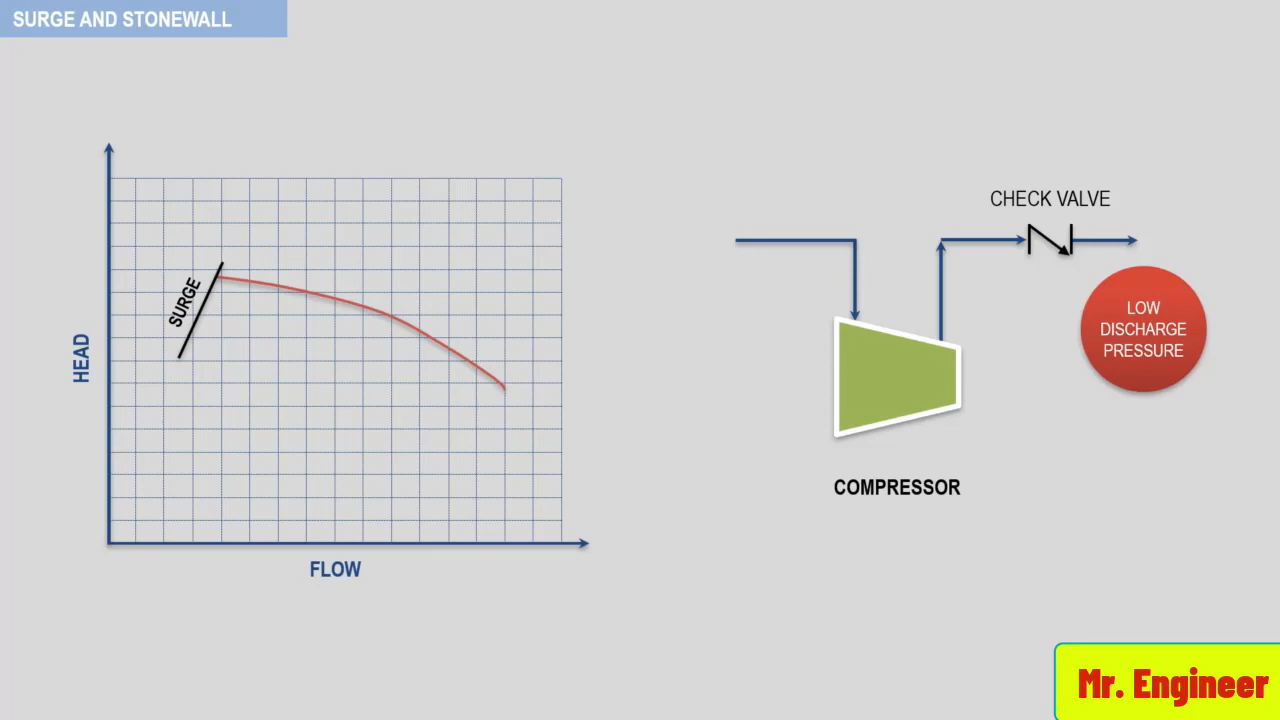 SURGE AND STONEWALL
HEAD
SURGE
FLOW
CHECK VALVE
LOW
DISCHARGE
PRESSURE
COMPRESSOR
Mr. Engineer